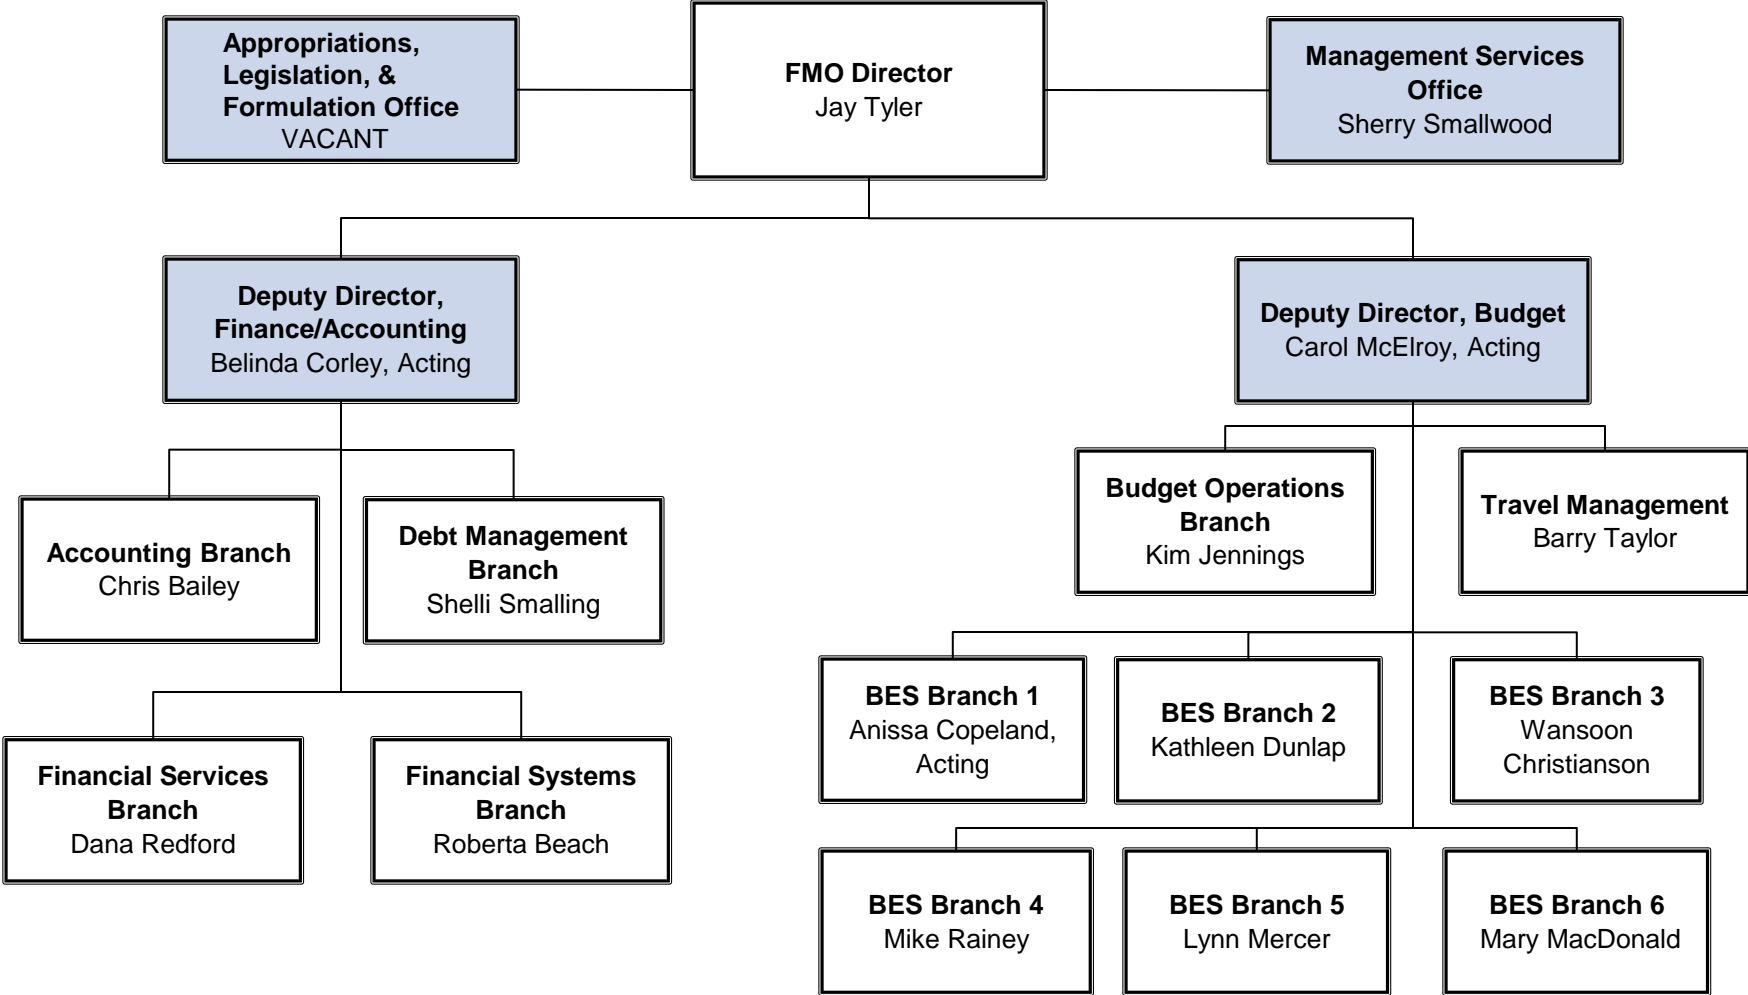 Appropriations,
Legislation, &
Formulation Office
VACANT
FMO Director
Jay Tyler
Management Services
Office
Sherry Smallwood
Deputy Director,
Finance/Accounting
Belinda Corley, Acting
Deputy Director, Budget
Carol McElroy, Acting
Accounting Branch
Chris Bailey
Debt Management
Branch
Shelli Smalling
Financial Services
Branch
Dana Redford
Financial Systems
Branch
Roberta Beach
Budget Operations
Branch
Kim Jennings
Travel Management
Barry Taylor
BES Branch 1
Anissa Copeland,
Acting
BES Branch 2
Kathleen Dunlap
BES Branch 3
Wansoon
Christianson
BES Branch 4
Mike Rainey
BES Branch 5
Lynn Mercer
BES Branch 6
Mary MacDonald